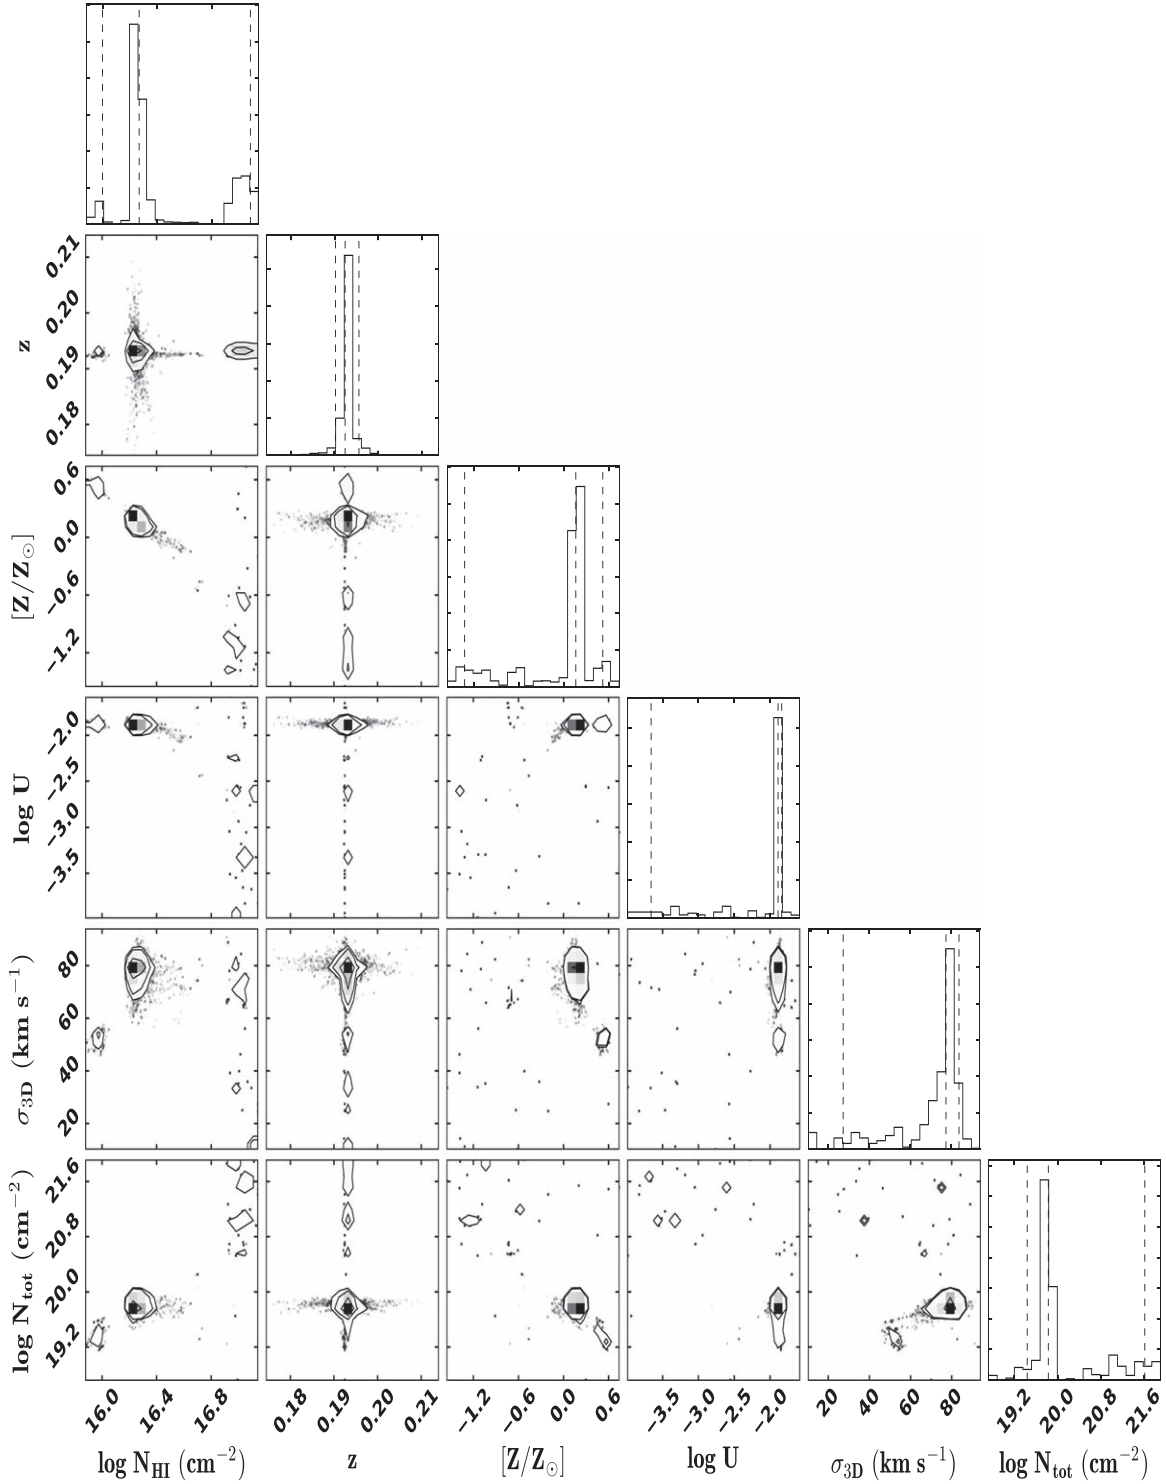 0.21
0.20
0.19
0.18
z
0.6
0.0
−0.6
−1.2
[Z/Z⊙]
−2.0
−2.5
−3.0
−3.5
log U
80
60
40
20
σ3D (km s−1)
21.6
20.8
20.0
19.2
log Ntot (cm−2)
16.0 16.4 16.8 0.18 0.19 0.20 0.21 −1.2 −0.6 0.0 0.6 −3.5 −3.0 −2.5 −2.0 20 40 60 80 19.2 20.0 20.8 21.6
log NHI (cm−2) z [Z/Z⊙] log U σ3D (km s−1) log Ntot (cm−2)